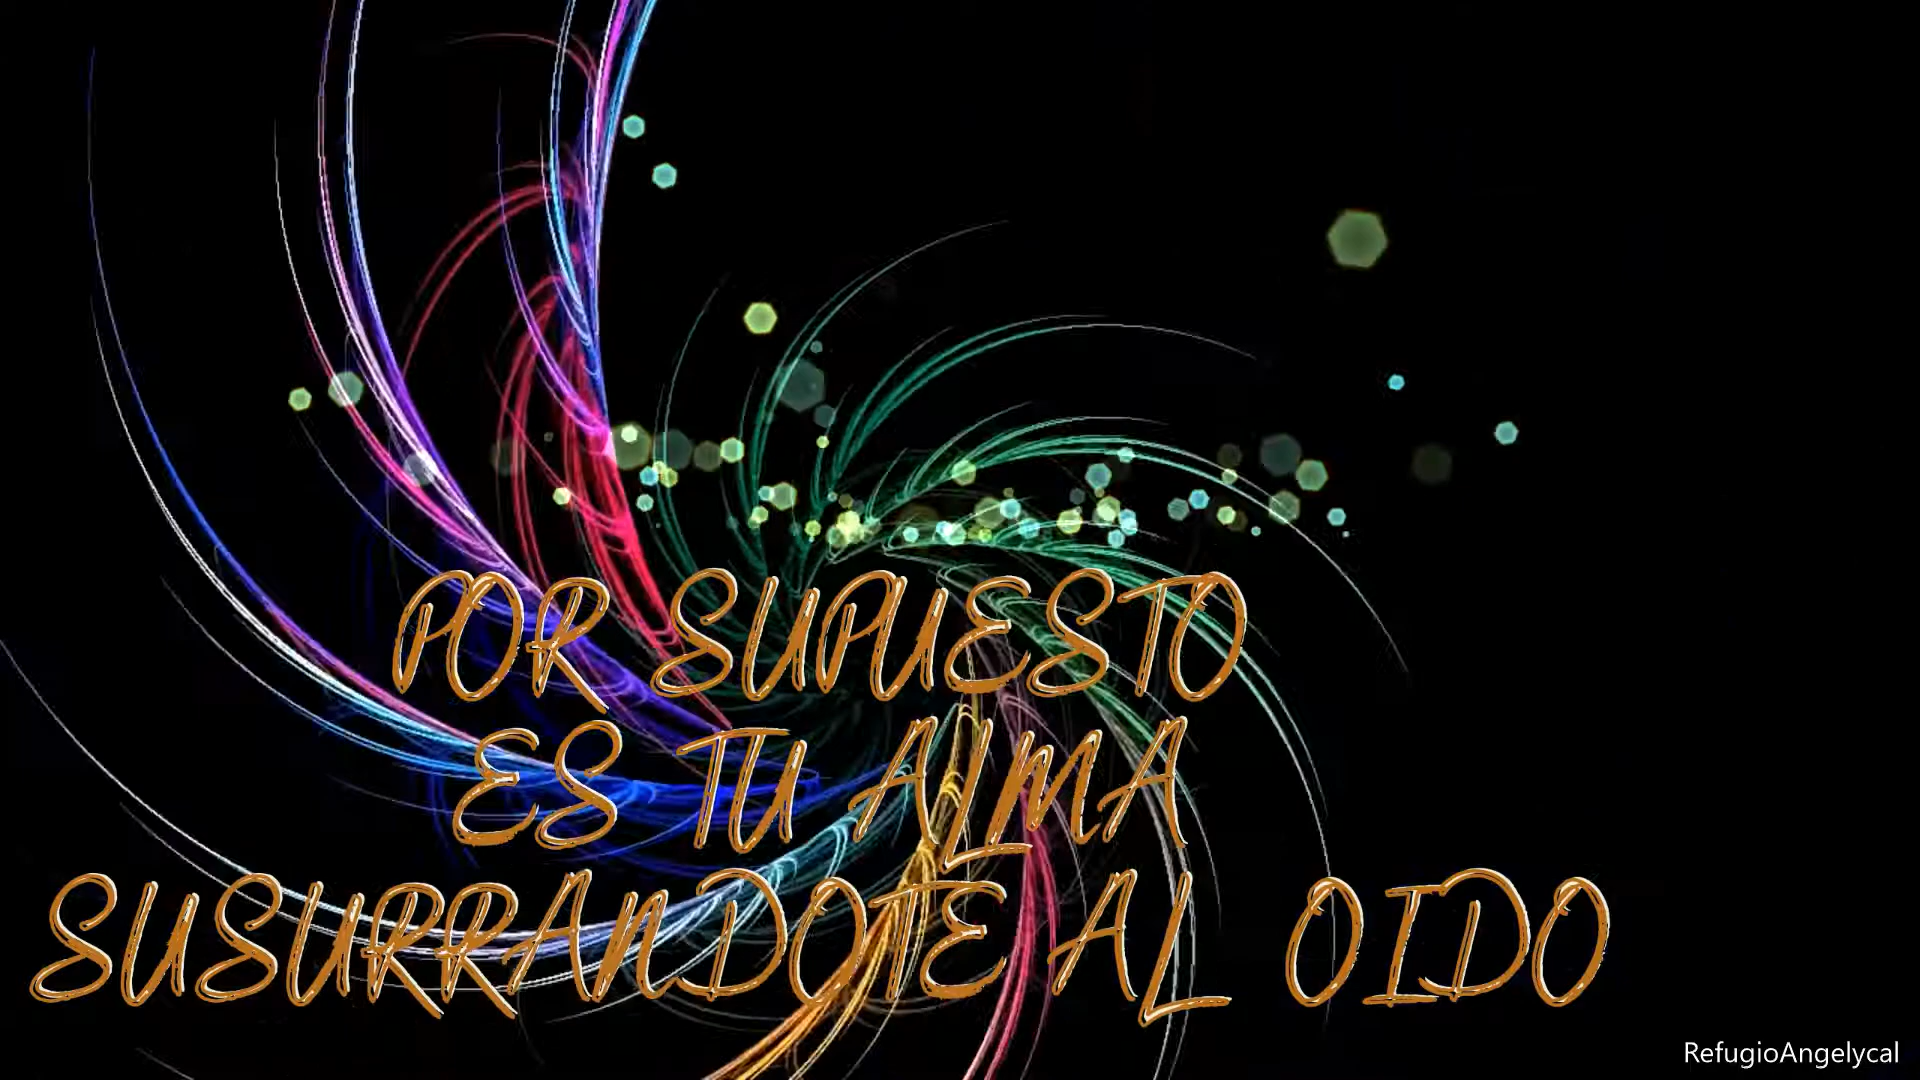 POR SUPUESTO
ES TU ALMA
SUSURRANDOTE AL OIDO
RefugioAngelycal